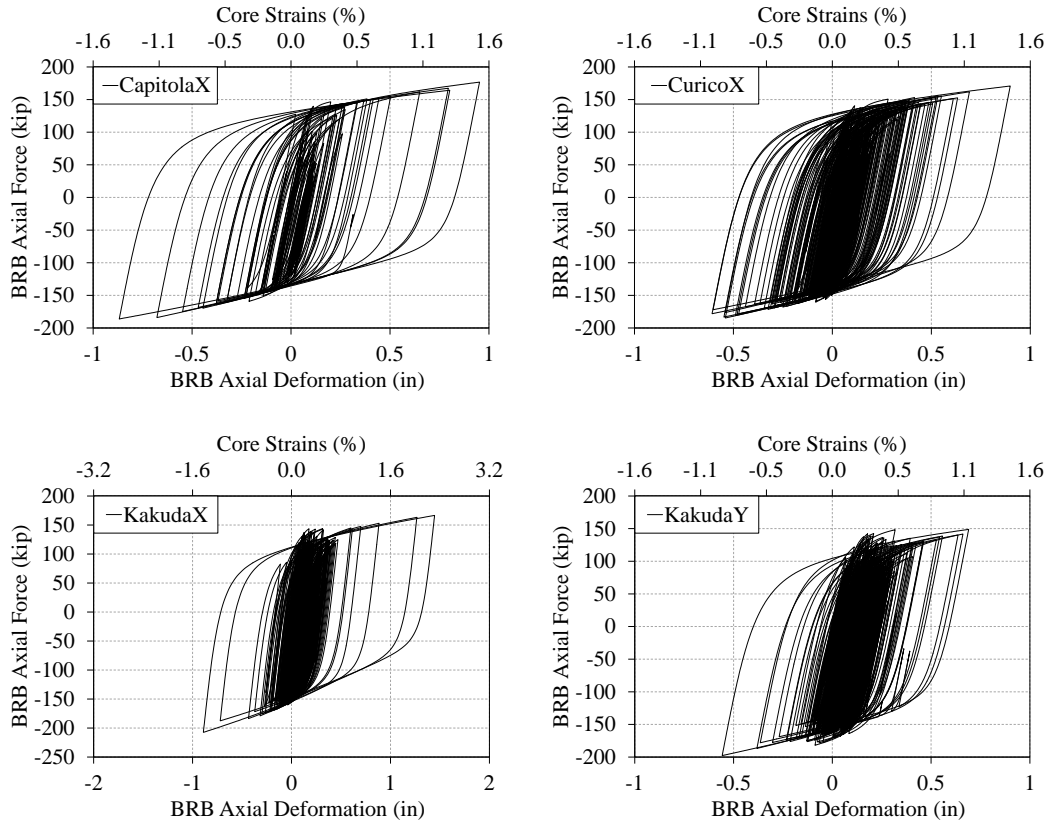 Core Strains (%)
-1.6 -1.1 -0.5 0.0 0.5 1.1 1.6
200
150
100
50
0
-50
-100
-150
-200
BRB Axial Force (kip)
CapitolaX
-1 -0.5 0 0.5 1
BRB Axial Deformation (in)
Core Strains (%)
-1.6 -0.9 -0.5 0.0 0.5 0.9 1.6
200
150
100
50
0
-50
-100
-150
-200
BRB Axial Force (kip)
CuricoX
-1 -0.5 0 0.5 1
BRB Axial Deformation (in)
Core Strains (%)
-3.2 -1.6 0.0 1.6 3.2
200
150
100
50
0
-50
-100
-150
-200
-250
BRB Axial Force (kip)
KakudaX
-2 -1 0 1 2
BRB Axial Deformation (in)
Core Strains (%)
-1.6 -1.1 -0.5 0.0 0.5 1.1 1.6
200
150
100
50
0
-50
-100
-150
-200
BRB Axial Force (kip)
KakudaY
-1 -0.5 0 0.5 1
BRB Axial Deformation (in)